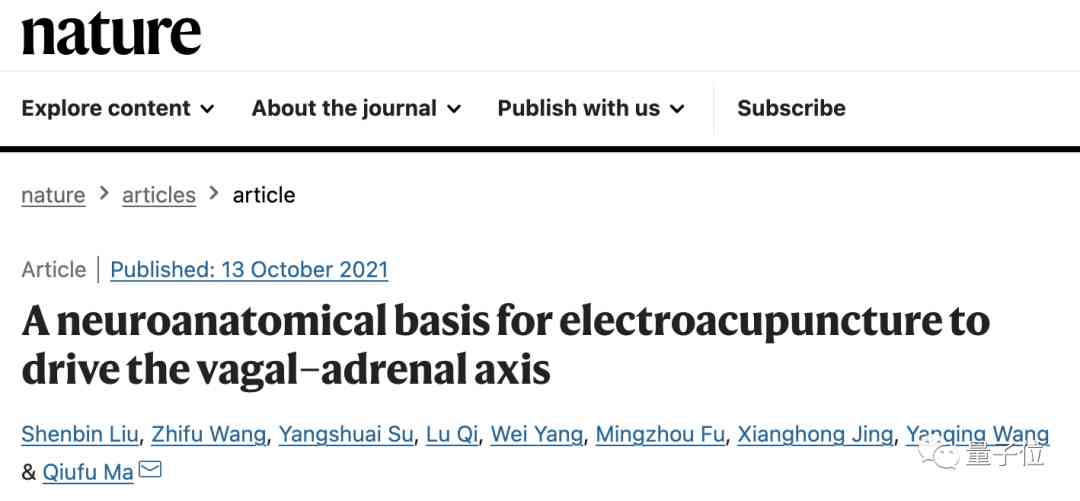 nature
Explore content About the journal Publish with us Subscribe
nature > articles > article
Article | Published: 13 October 2021
A neuroanatomical basis for electroacupuncture to
drive the vagal–adrenal axis
Shenbin Liu, Zhifu Wang, Yangshuai Su, Lu Qi, Wei Yang, Mingzhou Fu, Xianghong Jing, Yanqing Wang
& Qiufu Ma
量子位